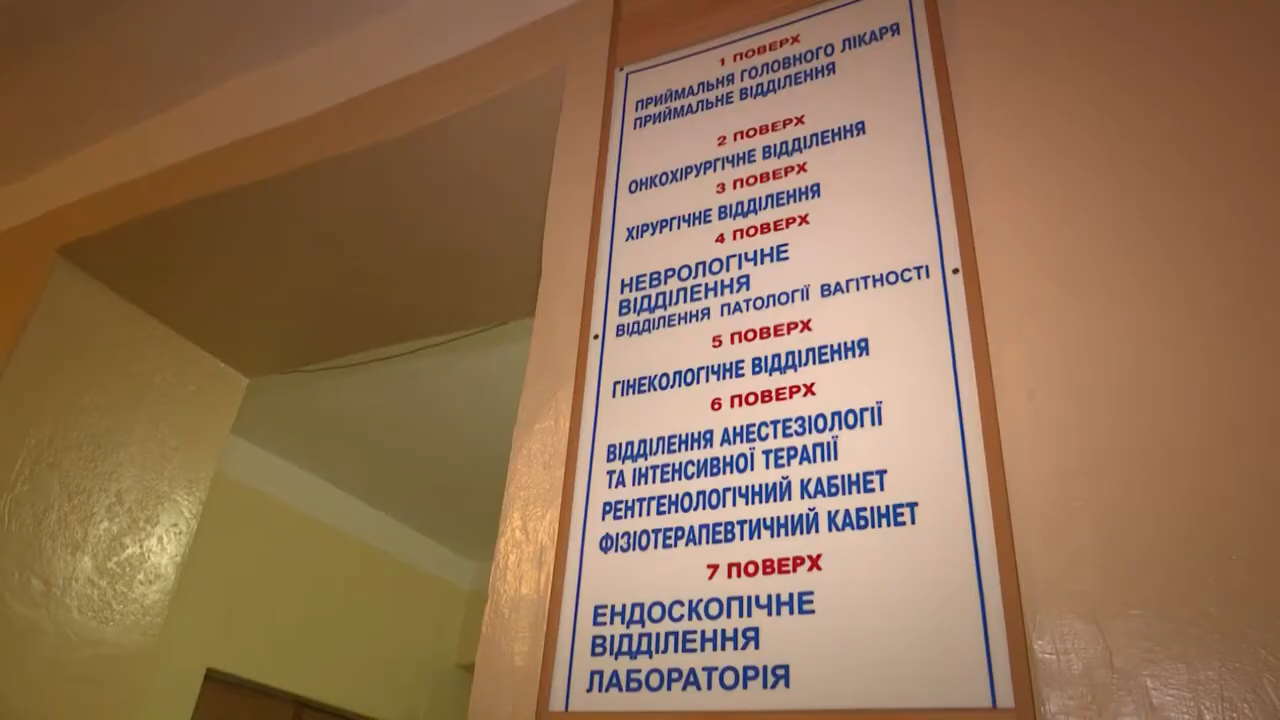 1 ПОВЕРХ
ПРИЙМАЛЬНЯ ГОЛОВНОГО ЛІКАРЯ
ПРИЙМАЛЬНЕ ВІДДІЛЕННЯ
2 ПОВЕРХ
ОНКОХІРУРГІЧНЕ ВІДДІЛЕННЯ
3 ПОВЕРХ
ХІРУРГІЧНЕ ВІДДІЛЕННЯ
4 ПОВЕРХ
НЕВРОЛОГІЧНЕ
ВІДДІЛЕННЯ
ВІДДІЛЕННЯ ПАТОЛОГІЇ ВАГІТНОСТІ
5 ПОВЕРХ
ГІНЕКОЛОГІЧНЕ ВІДДІЛЕННЯ
6 ПОВЕРХ
ВІДДІЛЕННЯ АНЕСТЕЗІОЛОГІЇ
ТА ІНТЕНСИВНОЇ ТЕРАПІЇ
РЕНТГЕНОЛОГІЧНИЙ КАБІНЕТ
ФІЗІОТЕРАПЕВТИЧНИЙ КАБІНЕТ
7 ПОВЕРХ
ЕНДОСКОПІЧНЕ
ВІДДІЛЕННЯ
ЛАБОРАТОРІЯ